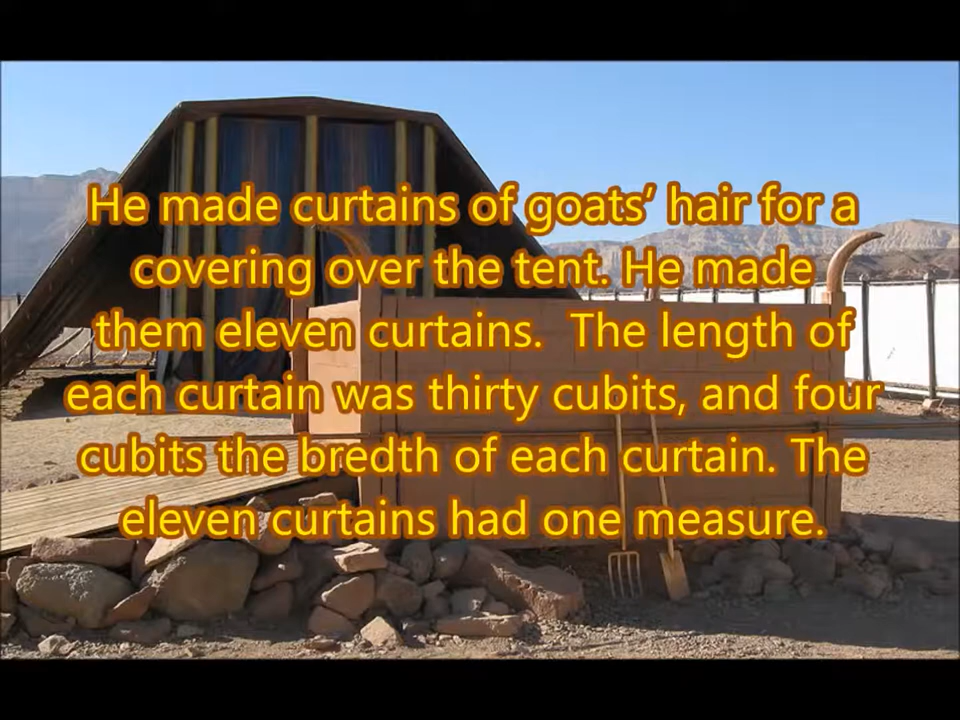 He made curtains of goats’ hair for a
covering over the tent. He made
them eleven curtains.  The length of
each curtain was thirty cubits, and four
cubits the bredth of each curtain. The
eleven curtains had one measure.